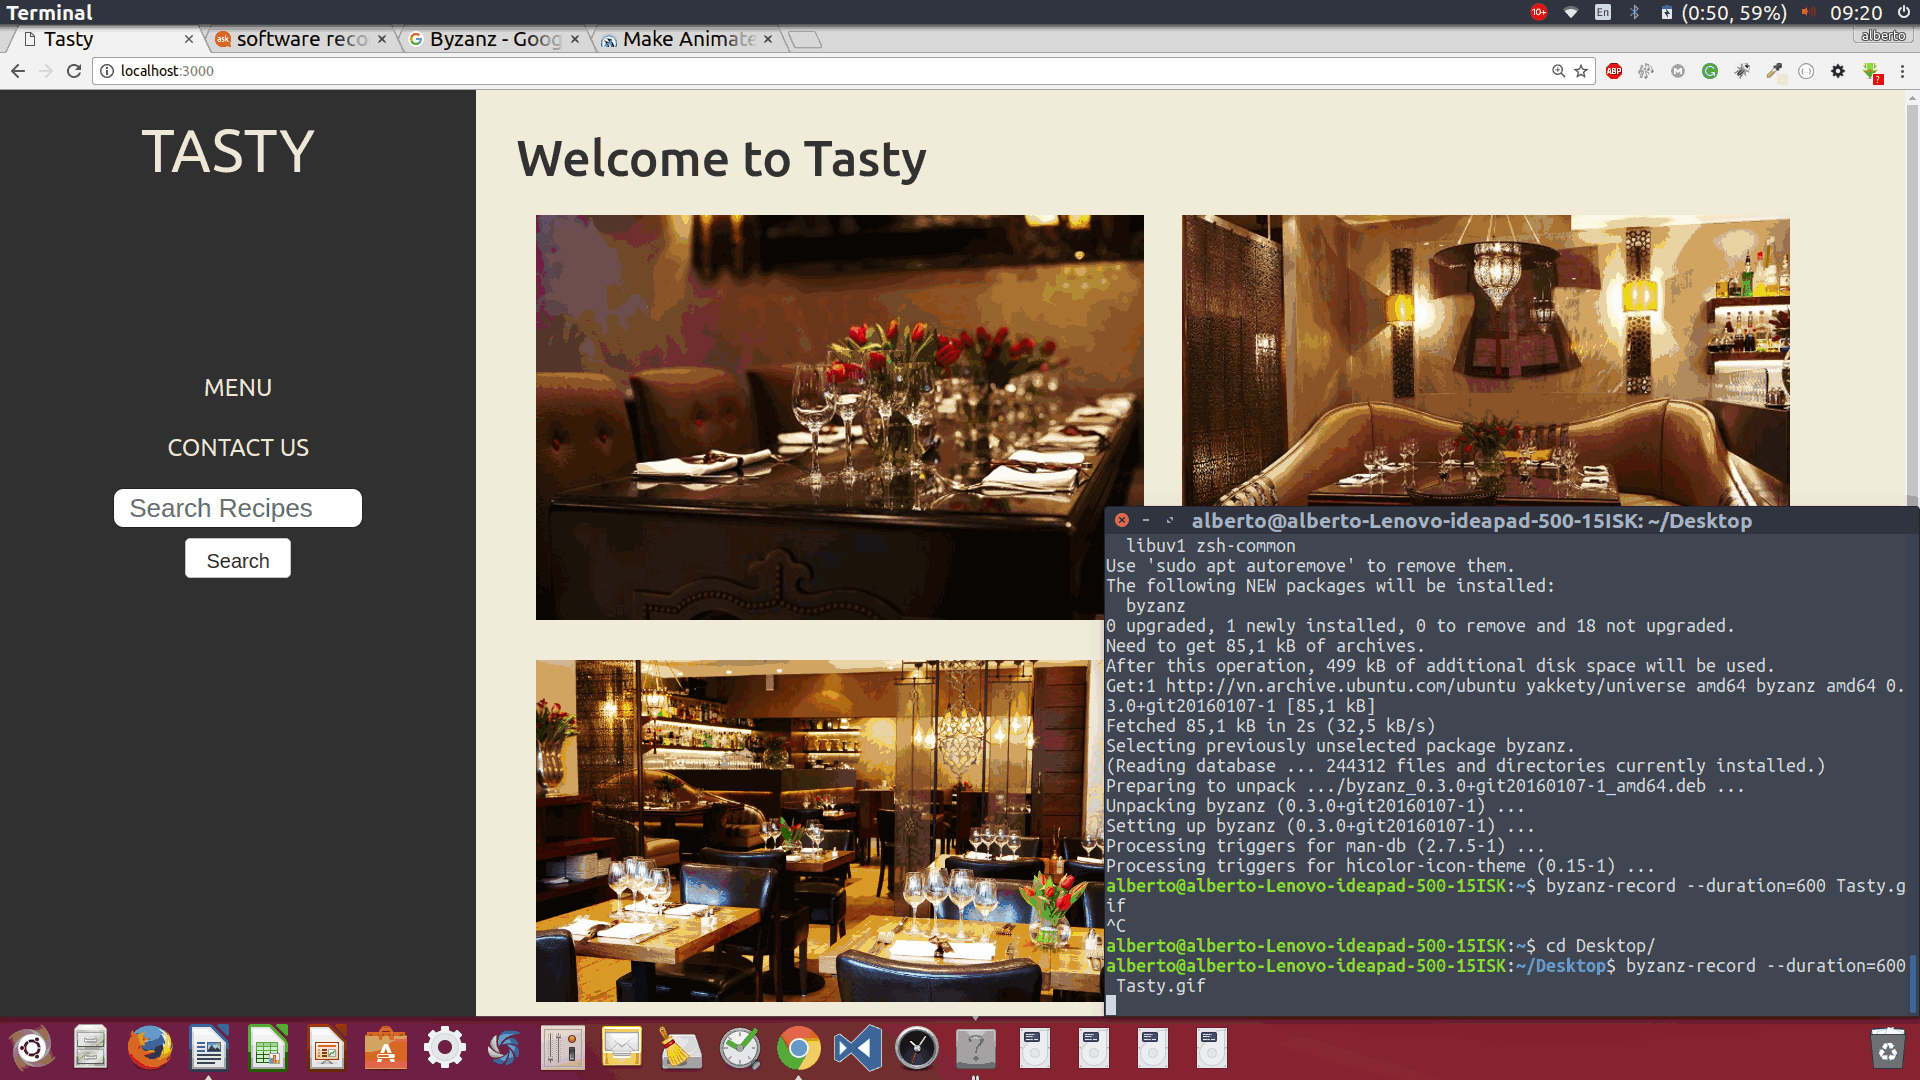 Terminal
10+
En
(0:50, 59%)
09:20
Tasty
ask
software reco
Byzanz - Goog
Make Animate
alberto
localhost:3000
ABP
TASTY
MENU
CONTACT US
Search Recipes
Search
Welcome to Tasty
alberto@alberto-Lenovo-ideapad-500-15ISK: ~/Desktop
libuv1 zsh-common
Use 'sudo apt autoremove' to remove them.
The following NEW packages will be installed:
byzanz
0 upgraded, 1 newly installed, 0 to remove and 18 not upgraded.
Need to get 85,1 kB of archives.
After this operation, 499 kB of additional disk space will be used.
Get:1 http://vn.archive.ubuntu.com/ubuntu yakkety/universe amd64 byzanz amd64 0.
3.0+git20160107-1 [85,1 kB]
Fetched 85,1 kB in 2s (32,5 kB/s)
Selecting previously unselected package byzanz.
(Reading database ... 244312 files and directories currently installed.)
Preparing to unpack .../byzanz_0.3.0+git20160107-1_amd64.deb ...
Unpacking byzanz (0.3.0+git20160107-1) ...
Setting up byzanz (0.3.0+git20160107-1) ...
Processing triggers for man-db (2.7.5-1) ...
Processing triggers for hicolor-icon-theme (0.15-1) ...
alberto@alberto-Lenovo-ideapad-500-15ISK:~$ byzanz-record --duration=600 Tasty.g
if
^C
alberto@alberto-Lenovo-ideapad-500-15ISK:~$ cd Desktop/
alberto@alberto-Lenovo-ideapad-500-15ISK:~/Desktop$ byzanz-record --duration=600
Tasty.gif